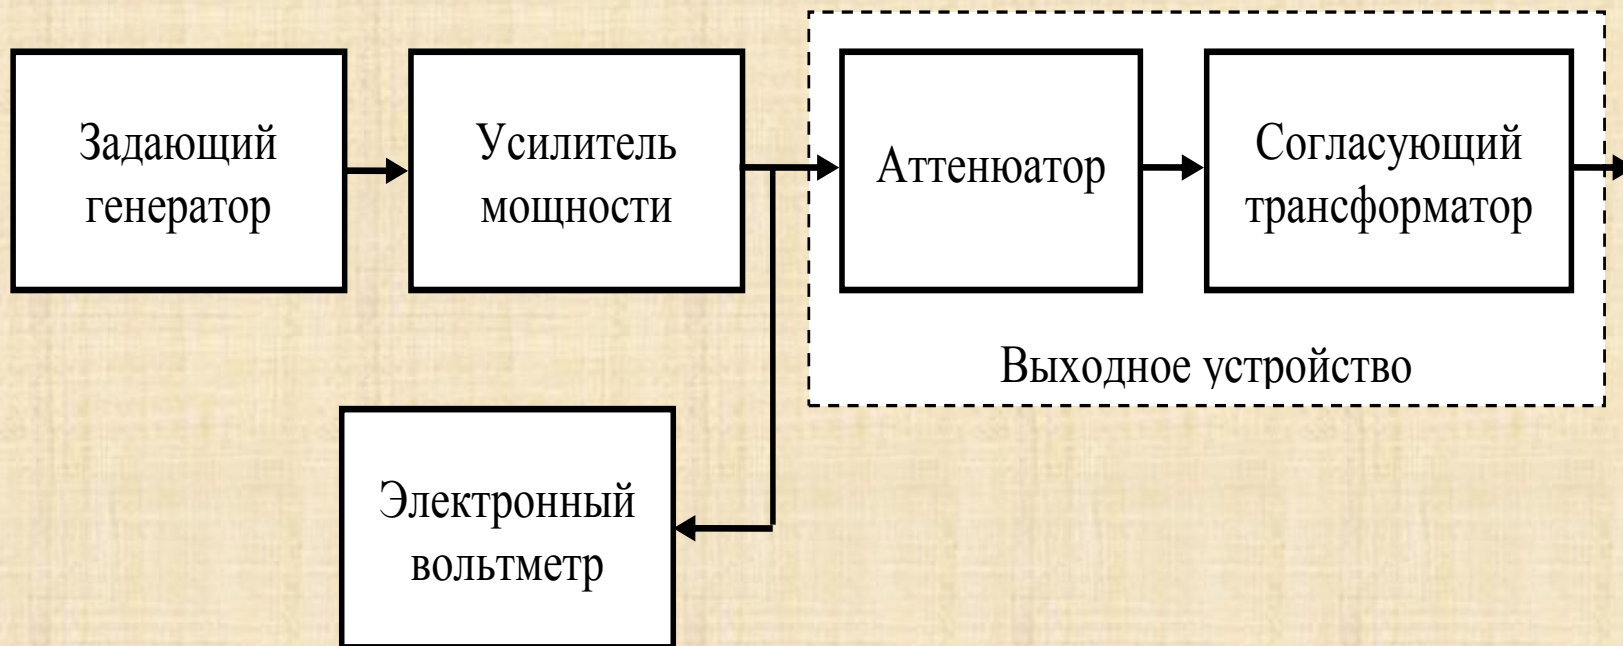 Задающий
генератор
Усилитель
мощности
Аттенюатор
Согласующий
трансформатор
Выходное устройство
Электронный
вольтметр